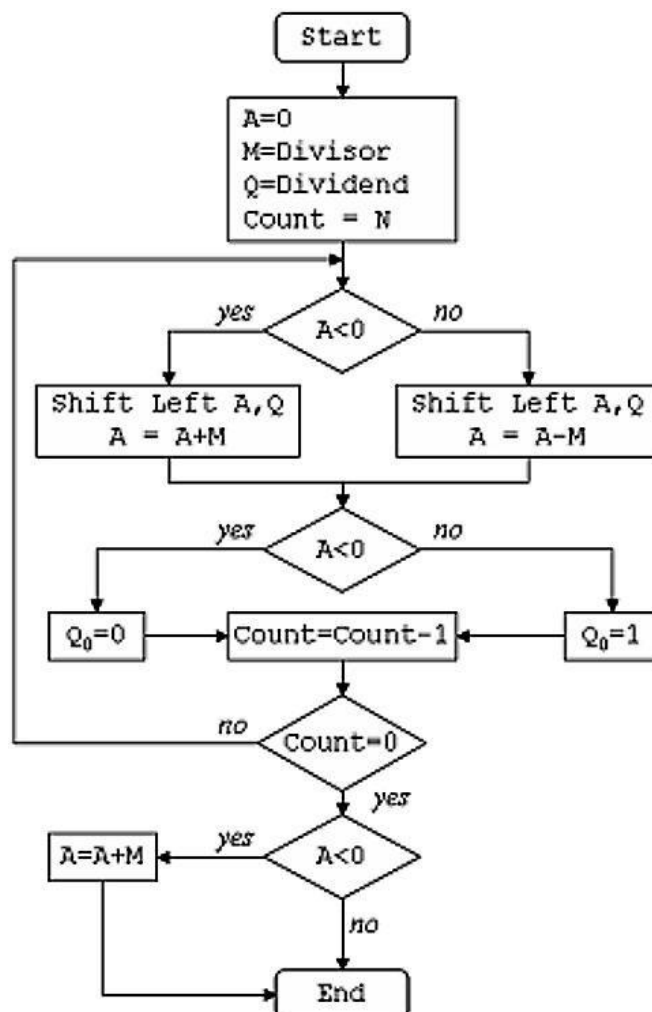 Start
A=0
M=Divisor
Q=Dividend
Count = N
yes
A<0
no
Shift Left A,Q
A = A+M
Shift Left A,Q
A = A-M
yes
A<0
no
Q₀=0
Count=Count-1
Q₀=1
no
Count=0
yes
A=A+M
yes
A<0
no
End